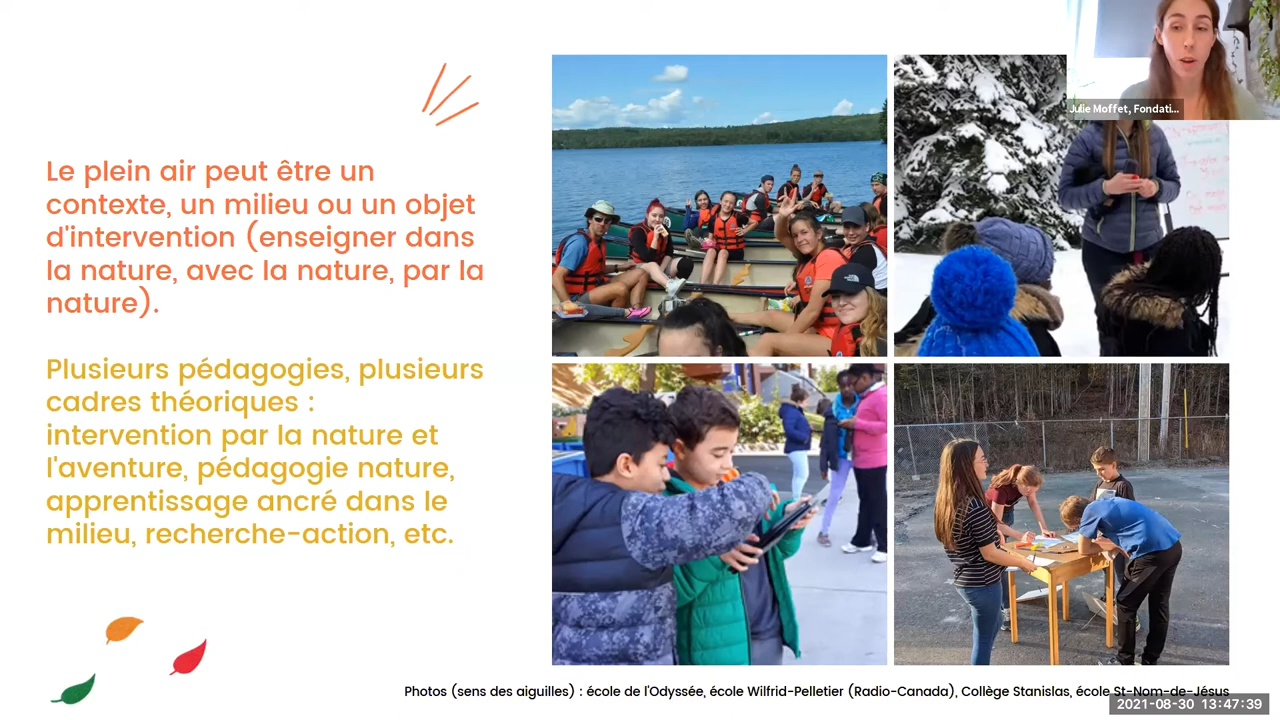 Le plein air peut être un
contexte, un milieu ou un objet
d'intervention (enseigner dans
la nature, avec la nature, par la
nature).
Plusieurs pédagogies, plusieurs
cadres théoriques :
intervention par la nature et
l'aventure, pédagogie nature,
apprentissage ancré dans le
milieu, recherche-action, etc.
Julie Moffet, Fondati...
Photos (sens des aiguilles) : école de l'Odyssée, école Wilfrid-Pelletier (Radio-Canada), Collège Stanislas, école St-Nom-de-Jésus
2021-08-30 13:47:39